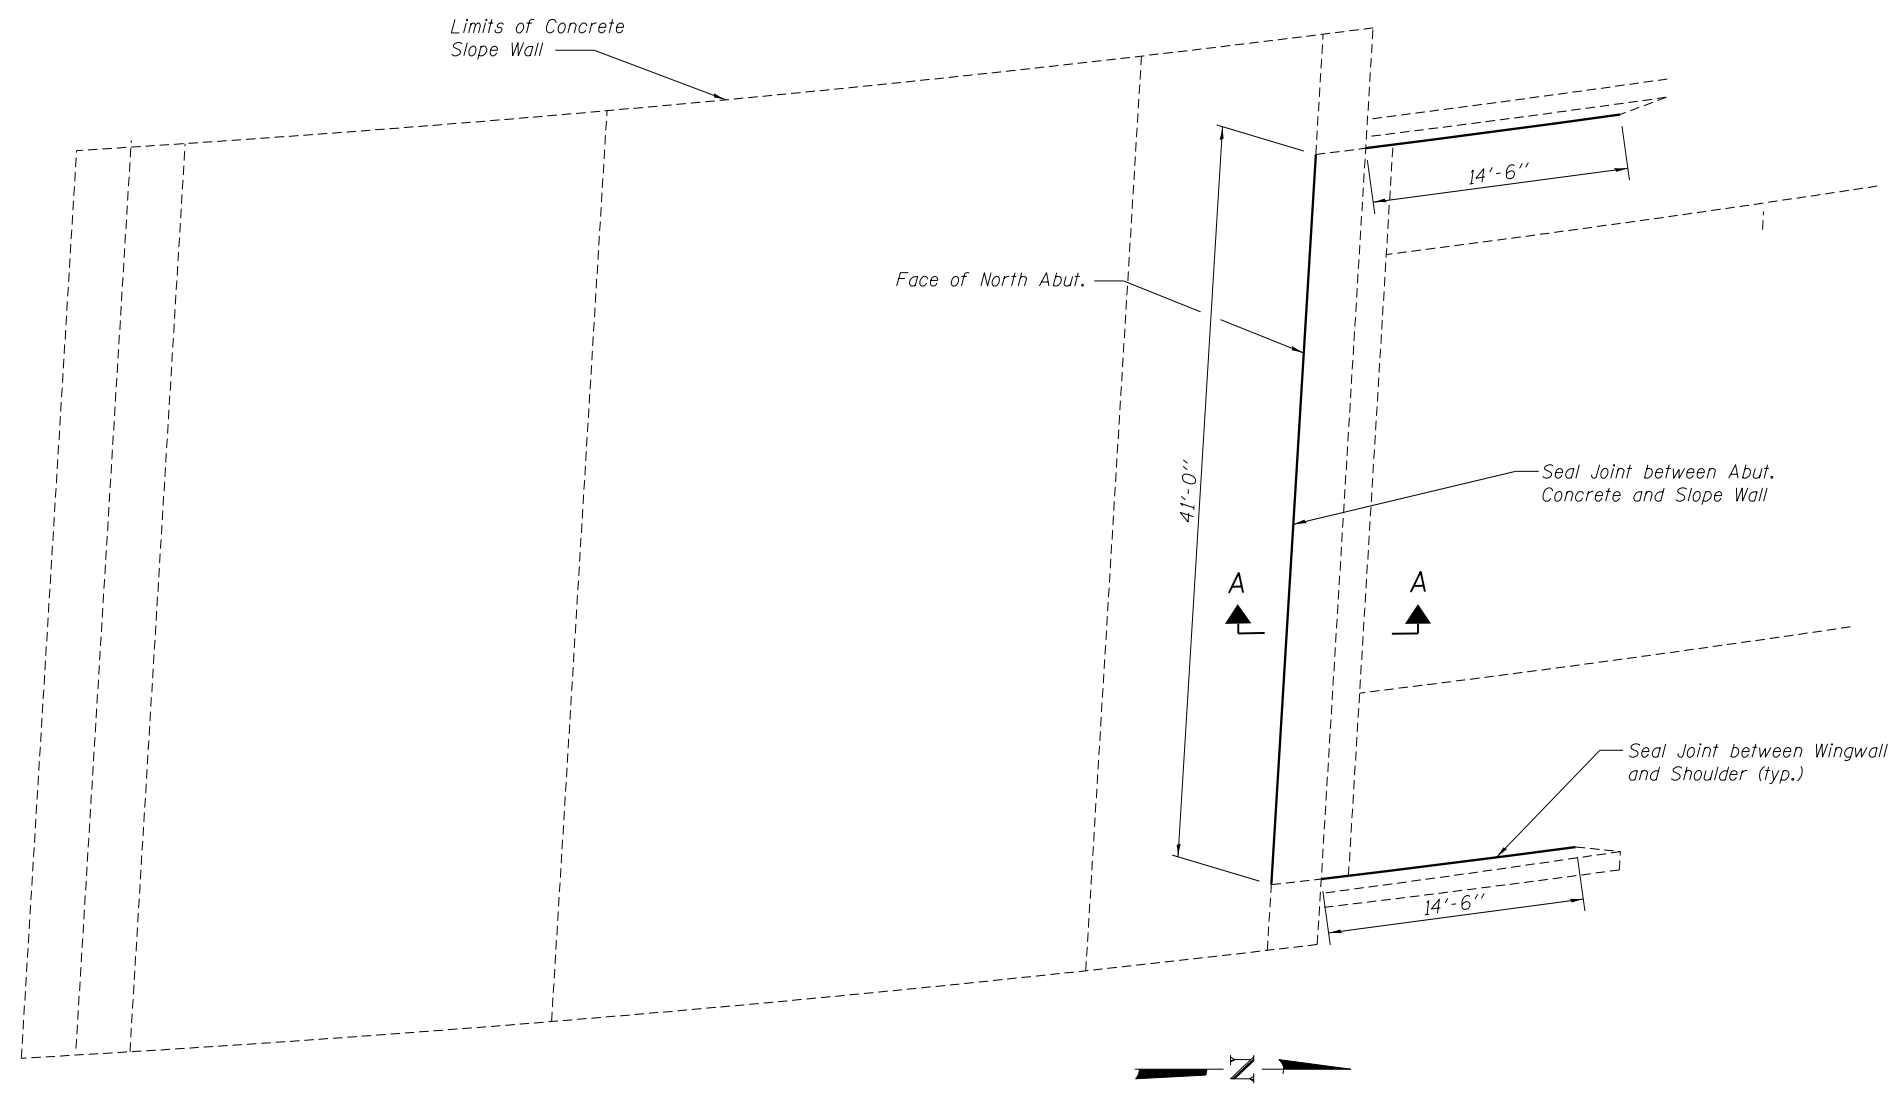 Limits of Concrete
Slope Wall
14'-6"
Face of North Abut.
41'-0"
Seal Joint between Abut.
Concrete and Slope Wall
A
A
Seal Joint between Wingwall
and Shoulder (typ.)
14'-6"
N